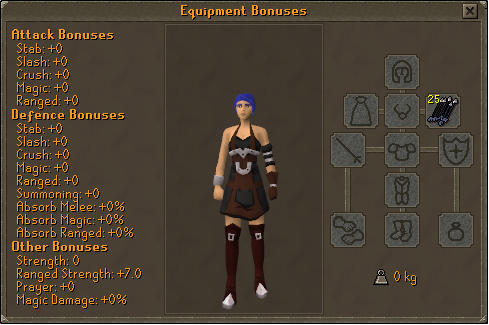 Equipment Bonuses
Attack Bonuses
Stab: +0
Slash: +0
Crush: +0
Magic: +0
Ranged: +0
Defence Bonuses
Stab: +0
Slash: +0
Crush: +0
Magic: +0
Ranged: +0
Summoning: +0
Absorb Melee: +0%
Absorb Magic: +0%
Absorb Ranged: +0%
Other Bonuses
Strength: 0
Ranged Strength: +7.0
Prayer: +0
Magic Damage: +0%
25
0 kg